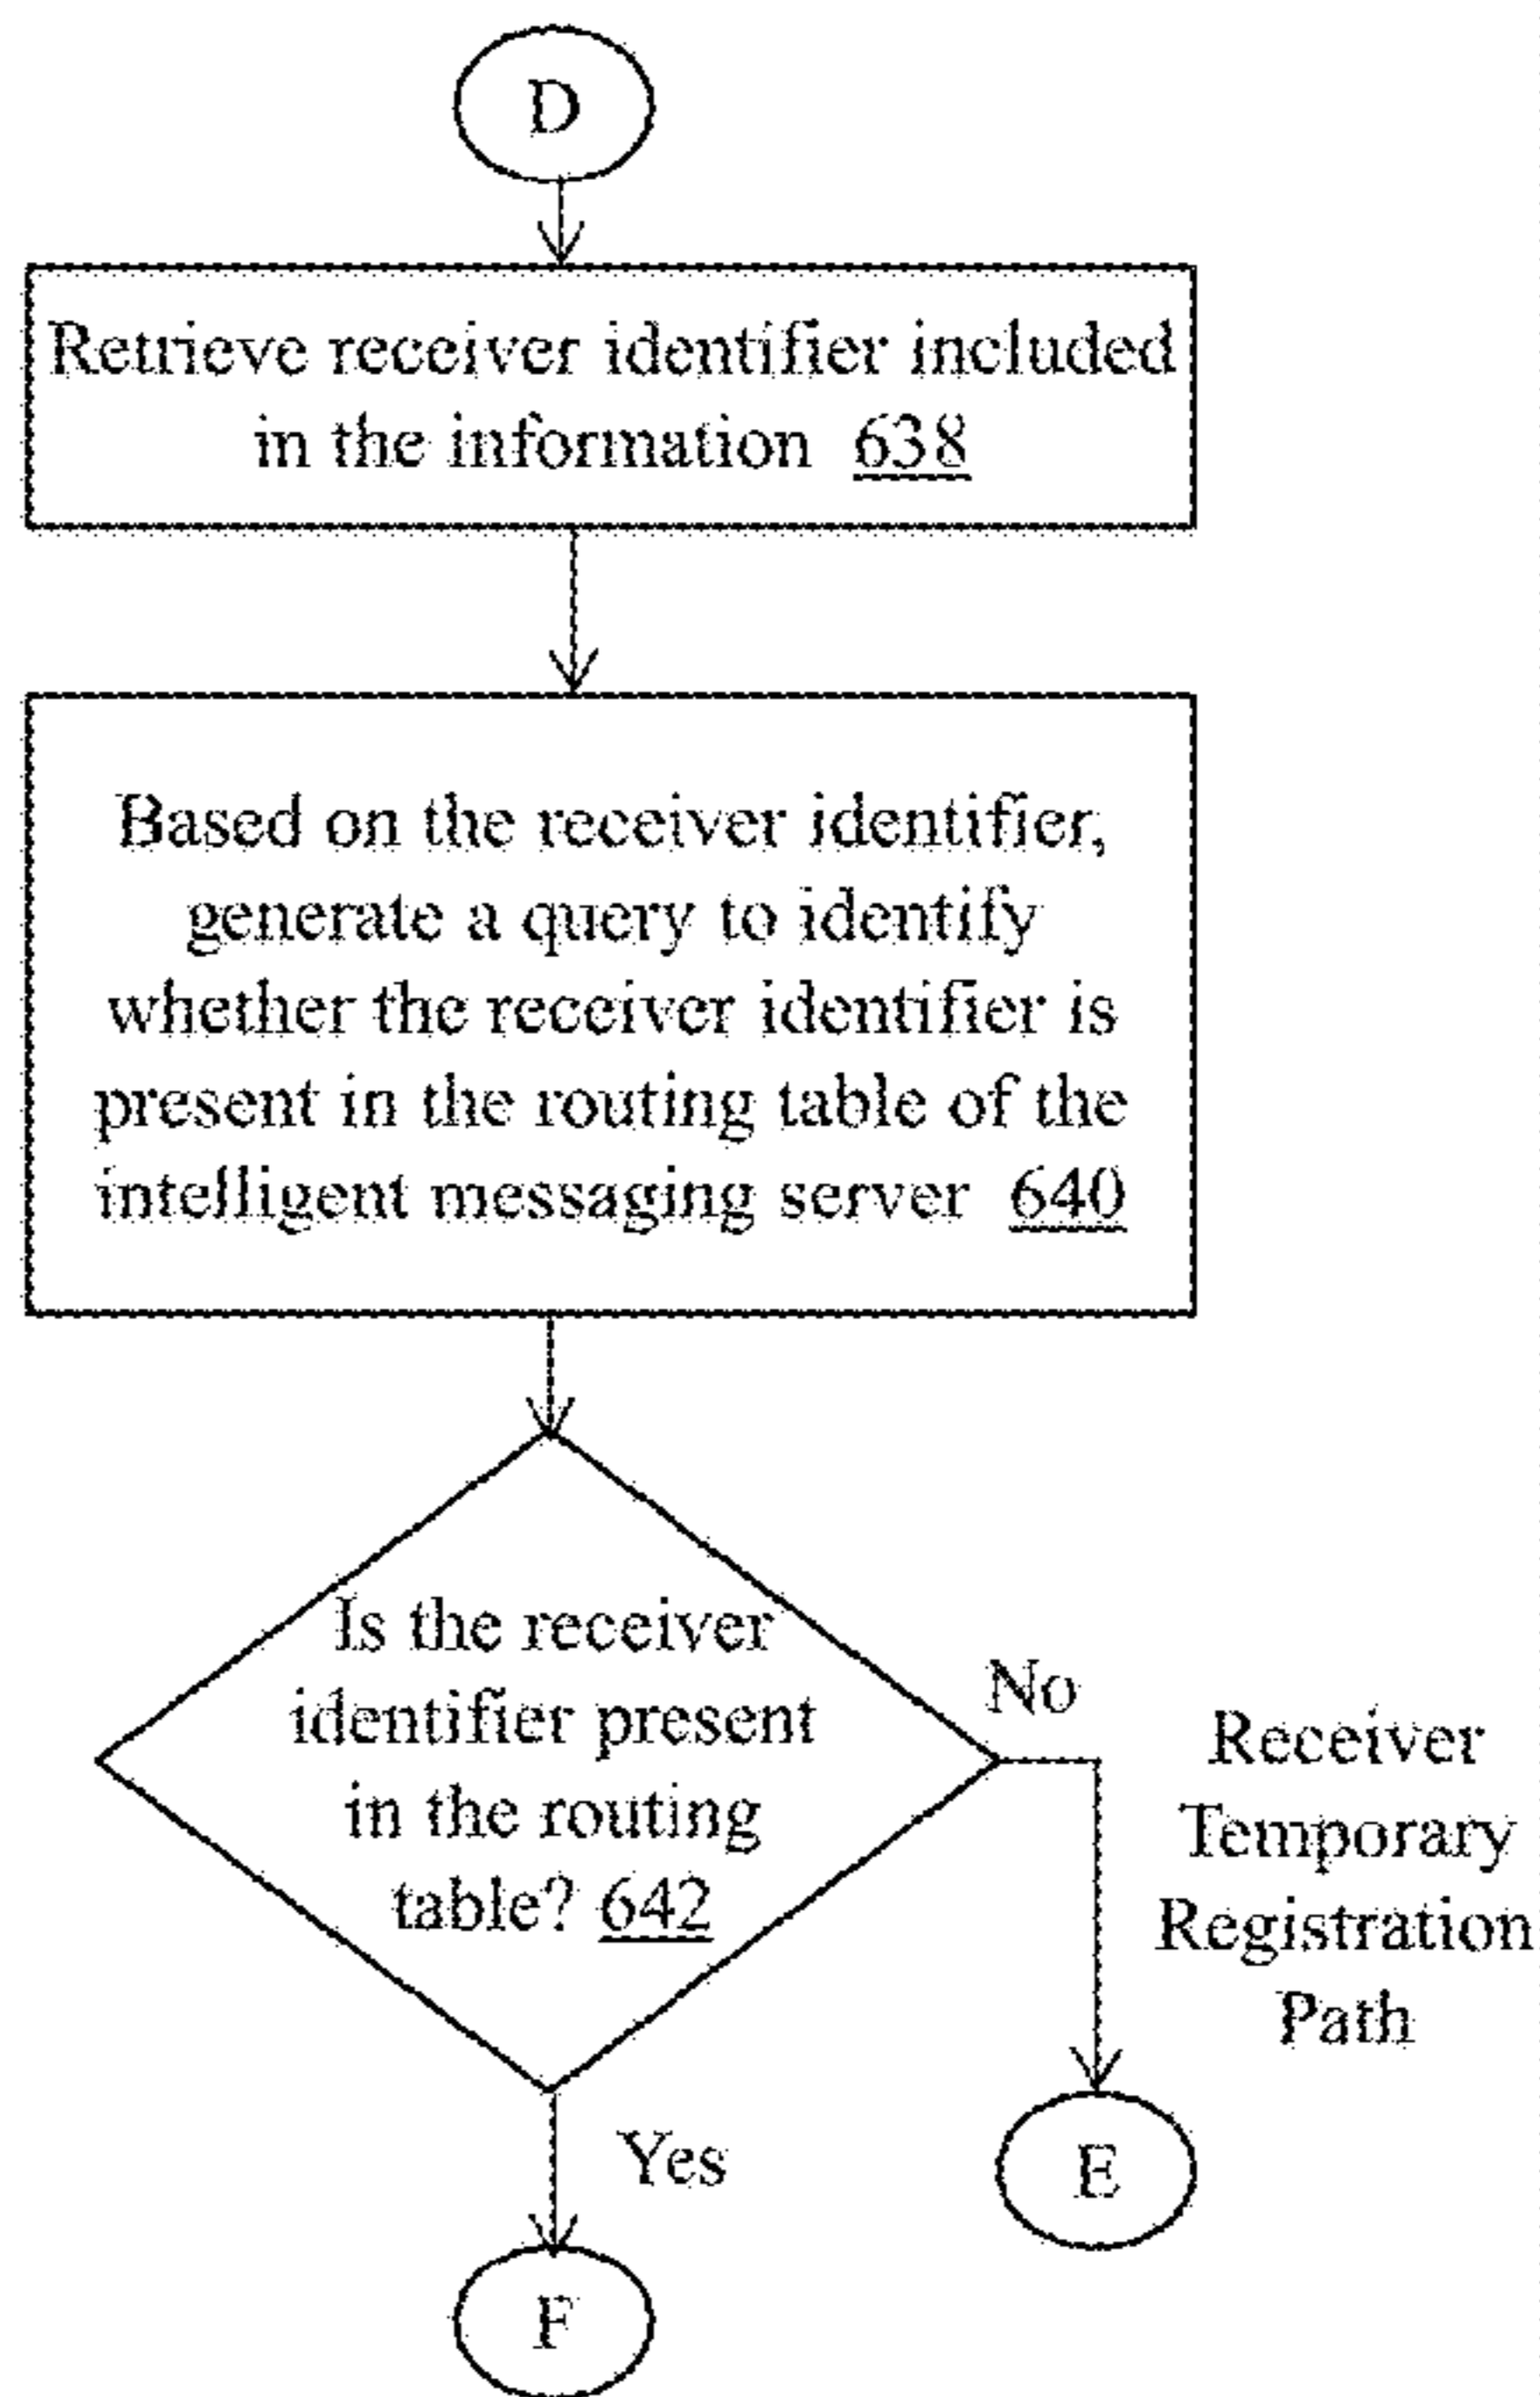 D
Retrieve receiver identifier included
in the information 638
Based on the receiver identifier,
generate a query to identify
whether the receiver identifier is
present in the routing table of the
intelligent messaging server 640
Is the receiver
identifier present
in the routing
table? 642
No
Receiver
Temporary
Registration
Path
Yes
E
F